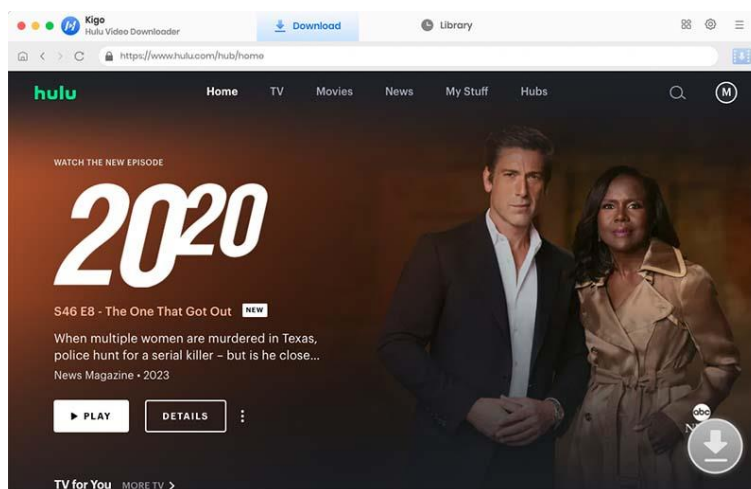 Kigo
Hulu Video Downloader
Download
Library
https://www.hulu.com/hub/home
hulu
Home TV Movies News My Stuff Hubs
M
WATCH THE NEW EPISODE
2020
S46 E8 - The One That Got Out NEW
When multiple women are murdered in Texas,
police hunt for a serial killer – but is he close...
News Magazine • 2023
PLAY
DETAILS
abc
TV for You MORE TV >